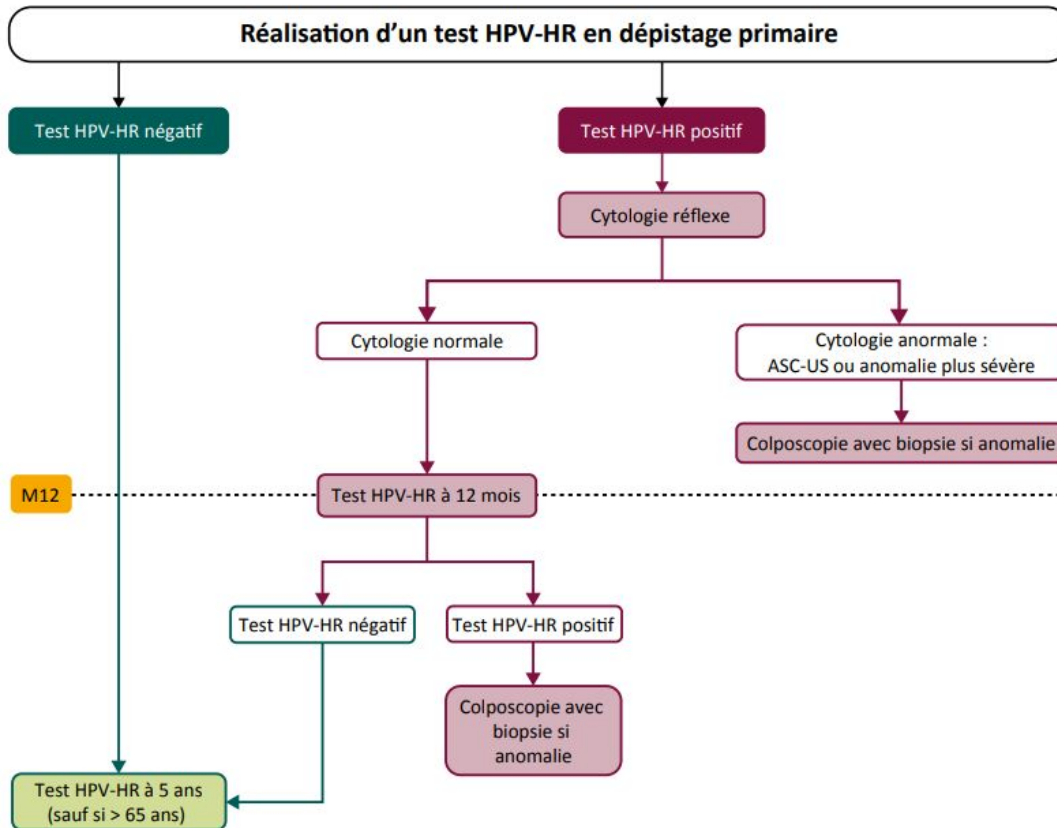 Réalisation d’un test HPV-HR en dépistage primaire
Test HPV-HR négatif
Test HPV-HR positif
Cytologie réflexe
Cytologie normale
Cytologie anormale :
ASC-US ou anomalie plus sévère
Colposcopie avec biopsie si anomalie
M12
Test HPV-HR à 12 mois
Test HPV-HR négatif
Test HPV-HR positif
Colposcopie avec
biopsie si
anomalie
Test HPV-HR à 5 ans
(sauf si > 65 ans)